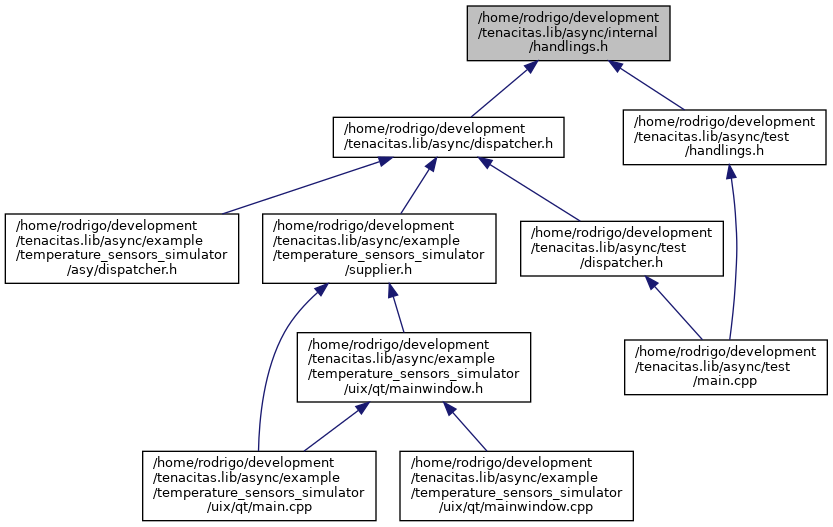 /home/rodrigo/development
/tenacitas.lib/async/internal
/handlings.h
/home/rodrigo/development
/tenacitas.lib/async/dispatcher.h
/home/rodrigo/development
/tenacitas.lib/async/test
/handlings.h
/home/rodrigo/development
/tenacitas.lib/async/example
/temperature_sensors_simulator
/asy/dispatcher.h
/home/rodrigo/development
/tenacitas.lib/async/example
/temperature_sensors_simulator
/supplier.h
/home/rodrigo/development
/tenacitas.lib/async/test
/dispatcher.h
/home/rodrigo/development
/tenacitas.lib/async/example
/temperature_sensors_simulator
/uix/qt/mainwindow.h
/home/rodrigo/development
/tenacitas.lib/async/test
/main.cpp
/home/rodrigo/development
/tenacitas.lib/async/example
/temperature_sensors_simulator
/uix/qt/main.cpp
/home/rodrigo/development
/tenacitas.lib/async/example
/temperature_sensors_simulator
/uix/qt/mainwindow.cpp